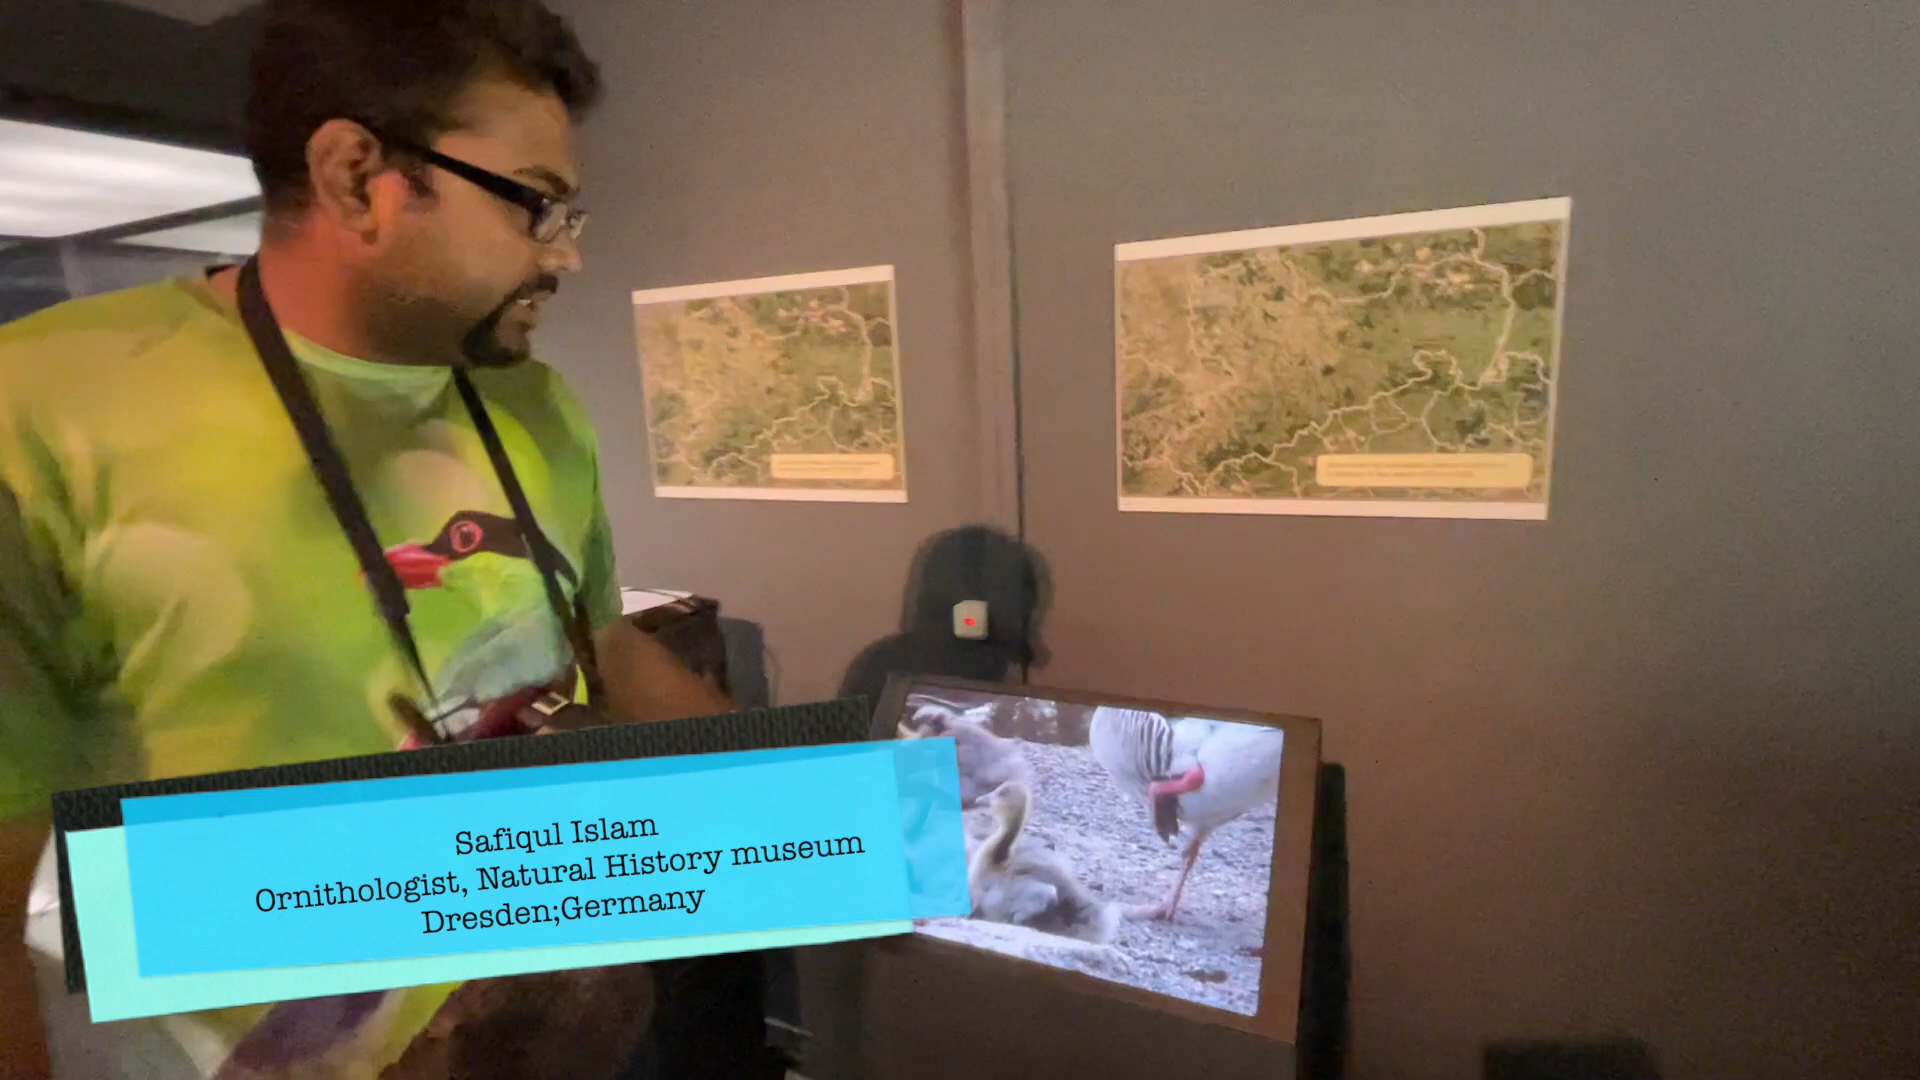 Safiqul Islam
Ornithologist, Natural History museum
Dresden;Germany